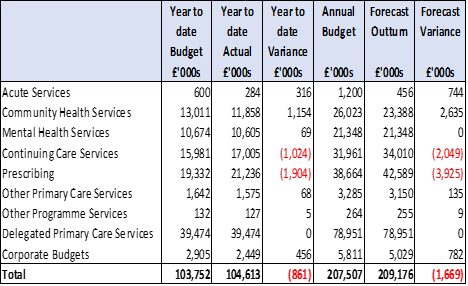 Year to date Budget £'000s | Year to date Actual £'000s | Year to date Variance £'000s | Annual Budget £'000s | Forecast Outturn £'000s | Forecast Variance £'000s
Acute Services 600 284 316 1,200 456 744
Community Health Services 13,011 11,858 1,154 26,023 23,388 2,635
Mental Health Services 10,674 10,605 69 21,348 21,348 0
Continuing Care Services 15,981 17,005 (1,024) 31,961 34,010 (2,049)
Prescribing 19,332 21,236 (1,904) 38,664 42,589 (3,925)
Other Primary Care Services 1,642 1,575 68 3,285 3,150 135
Other Programme Services 132 127 5 264 255 9
Delegated Primary Care Services 39,474 39,474 0 78,951 78,951 0
Corporate Budgets 2,905 2,449 456 5,811 5,029 782
Total 103,752 104,613 (861) 207,507 209,176 (1,669)